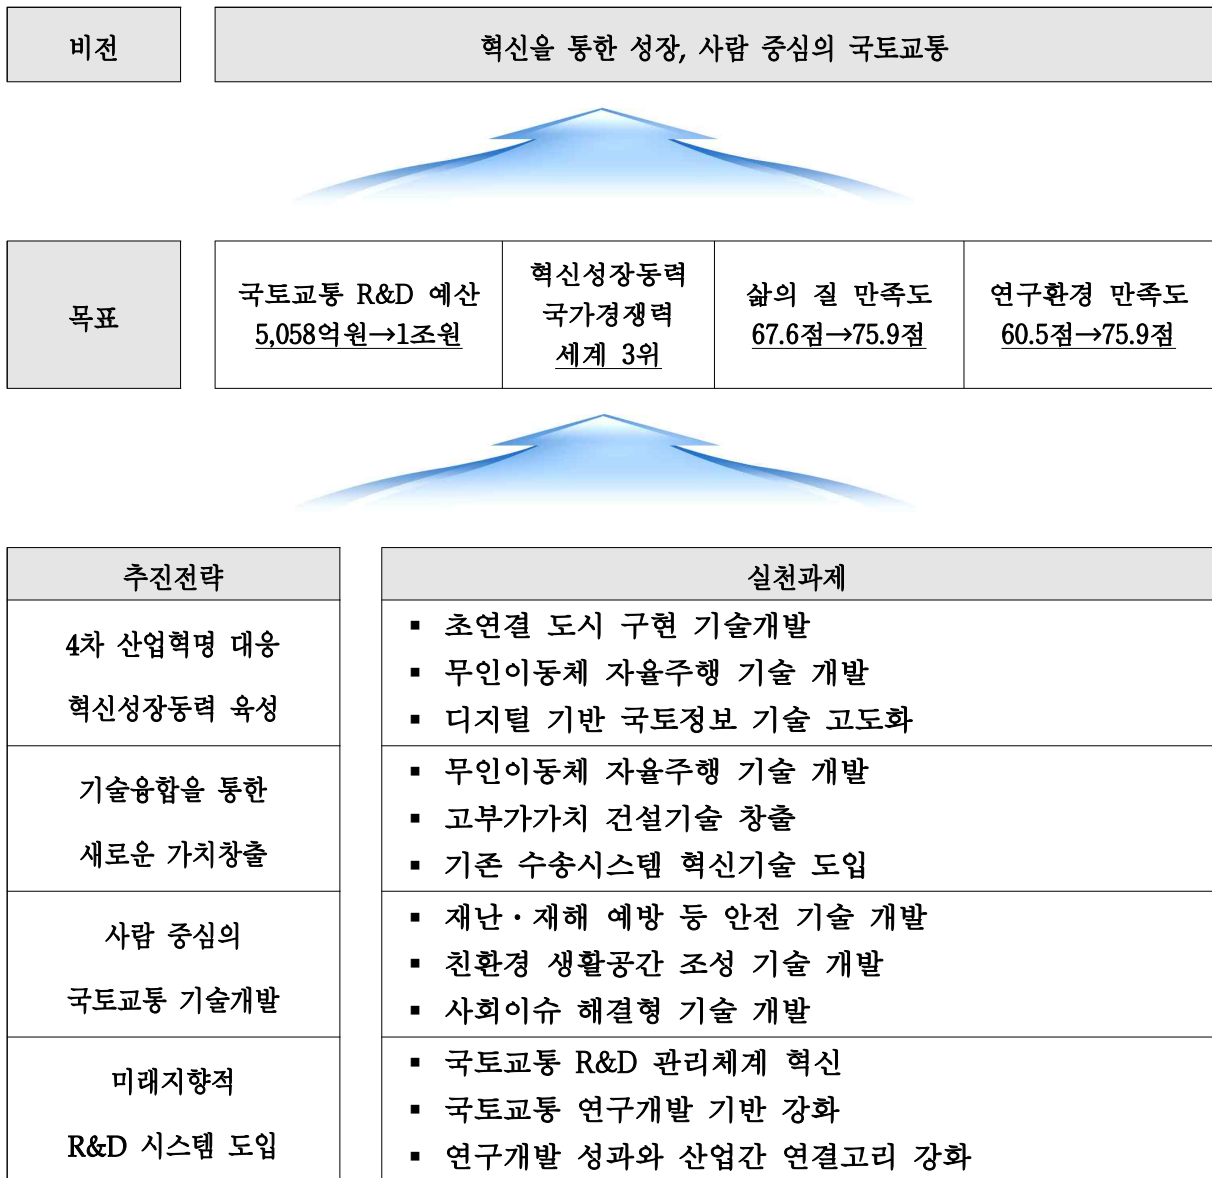 비전
혁신을 통한 성장, 사람 중심의 국토교통
목표
국토교통 R&D 예산
5,058억원→1조원
혁신성장동력
국가경쟁력
세계 3위
삶의 질 만족도
67.6점→75.9점
연구환경 만족도
60.5점→75.9점
추진전략
실천과제
4차 산업혁명 대응
혁신성장동력 육성
▪ 초연결 도시 구현 기술개발
▪ 무인이동체 자율주행 기술 개발
▪ 디지털 기반 국토정보 기술 고도화
기술융합을 통한
새로운 가치창출
▪ 무인이동체 자율주행 기술 개발
▪ 고부가가치 건설기술 창출
▪ 기존 수송시스템 혁신기술 도입
사람 중심의
국토교통 기술개발
▪ 재난·재해 예방 등 안전 기술 개발
▪ 친환경 생활공간 조성 기술 개발
▪ 사회이슈 해결형 기술 개발
미래지향적
R&D 시스템 도입
▪ 국토교통 R&D 관리체계 혁신
▪ 국토교통 연구개발 기반 강화
▪ 연구개발 성과와 산업간 연결고리 강화